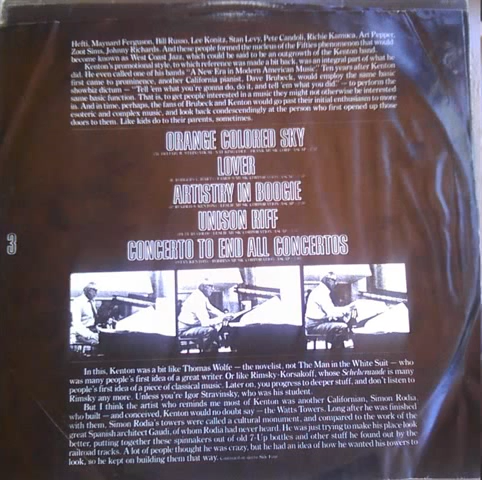 Hefti, Maynard Ferguson, Bill Russo, Lee Konitz, Stan Levy, Pete Candoli, Richie Kamuca, Art Pepper,
Zoot Sims, Johnny Richards. And these people formed the nucleus of the Fifties phenomenon that would
become known as West Coast Jazz, which could be said to be an outgrowth of the Kenton band.
Kenton's promotional style, to which reference was made a bit back, was an integral part of what he
did. He even called one of his bands "A New Era in Modern American Music". Ten years after Kenton
first came to prominence, another California pianist, Dave Brubeck, would employ the same basic
showbiz dictum — "Tell 'em what you're gonna do, do it, and tell 'em what you did." — to perform the
same basic function. That is, to get people interested in a music they might not otherwise be interested
in. And in time, perhaps, the fans of Brubeck and Kenton would go past their initial enthusiasms to more
esoteric and complex music, and look back condescendingly at the person who first opened up those
doors to them. Like kids do to their parents, sometimes.
ORANGE COLORED SKY
LOVER
ARTISTRY IN BOOGIE
UNISON RIFF
CONCERTO TO END ALL CONCERTOS
3
In this, Kenton was a bit like Thomas Wolfe — the novelist, not The Man in the White Suit — who
was many people's first idea of a great writer. Or like Rimsky-Korsakoff, whose Scheherazade is many
people's first idea of a piece of classical music. Later on, you progress to deeper stuff, and don't listen to
Rimsky any more. Unless you're Igor Stravinsky, who was his student.
But I think the artist who reminds me most of Kenton was another Californian, Simon Rodia
who built — and conceived, Kenton would no doubt say — the Watts Towers. Long after he was finished
with them, Simon Rodia's towers were called a cultural monument, and compared to the work of the
great Spanish architect Gaudi, of whom Rodia had never heard. He was just trying to make his place look
better, putting together these spinnakers out of old 7-Up bottles and other stuff he found out by the
railroad tracks. A lot of people thought he was crazy, but he had an idea of how he wanted his towers to
look, so he kept on building them that way.